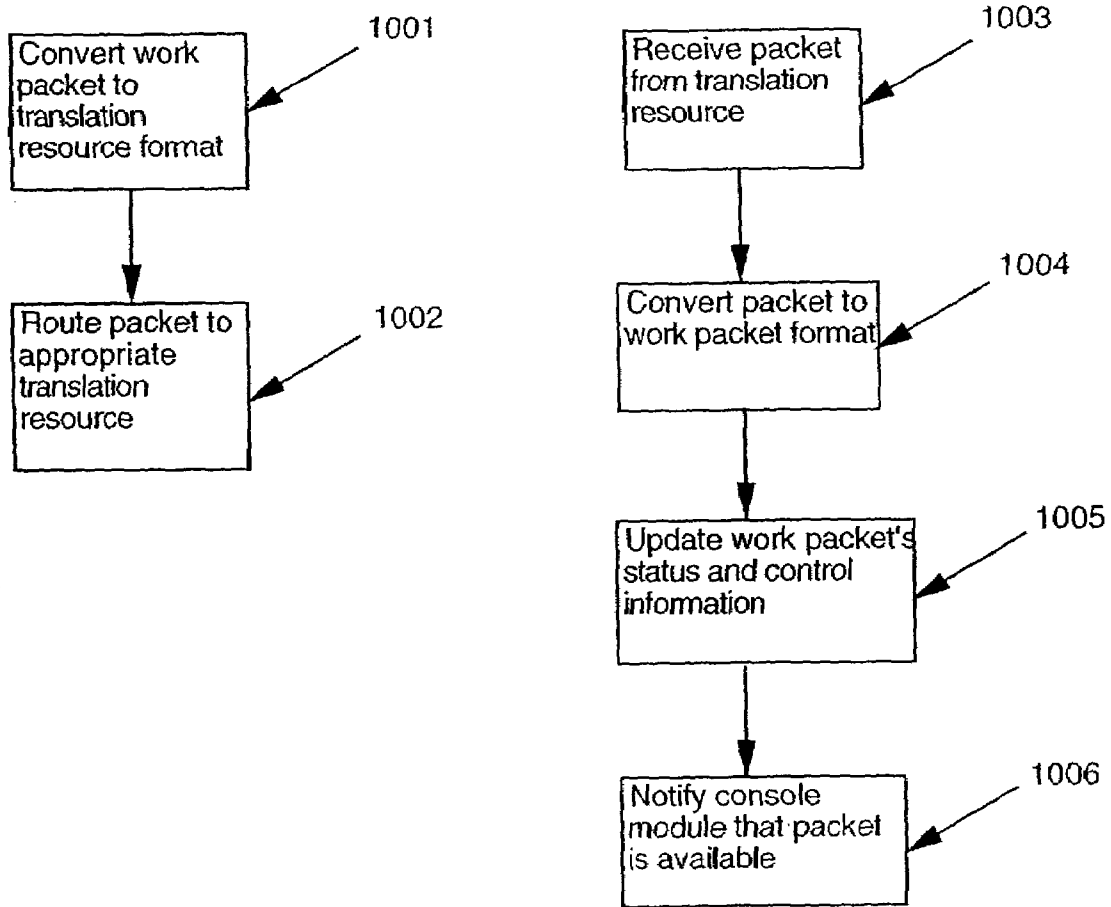 1001
Convert work
packet to
translation
resource format
1002
Route packet to
appropriate
translation
resource
1003
Receive packet
from translation
resource
1004
Convert packet to
work packet format
1005
Update work packet's
status and control
information
1006
Notify console
module that packet
is available